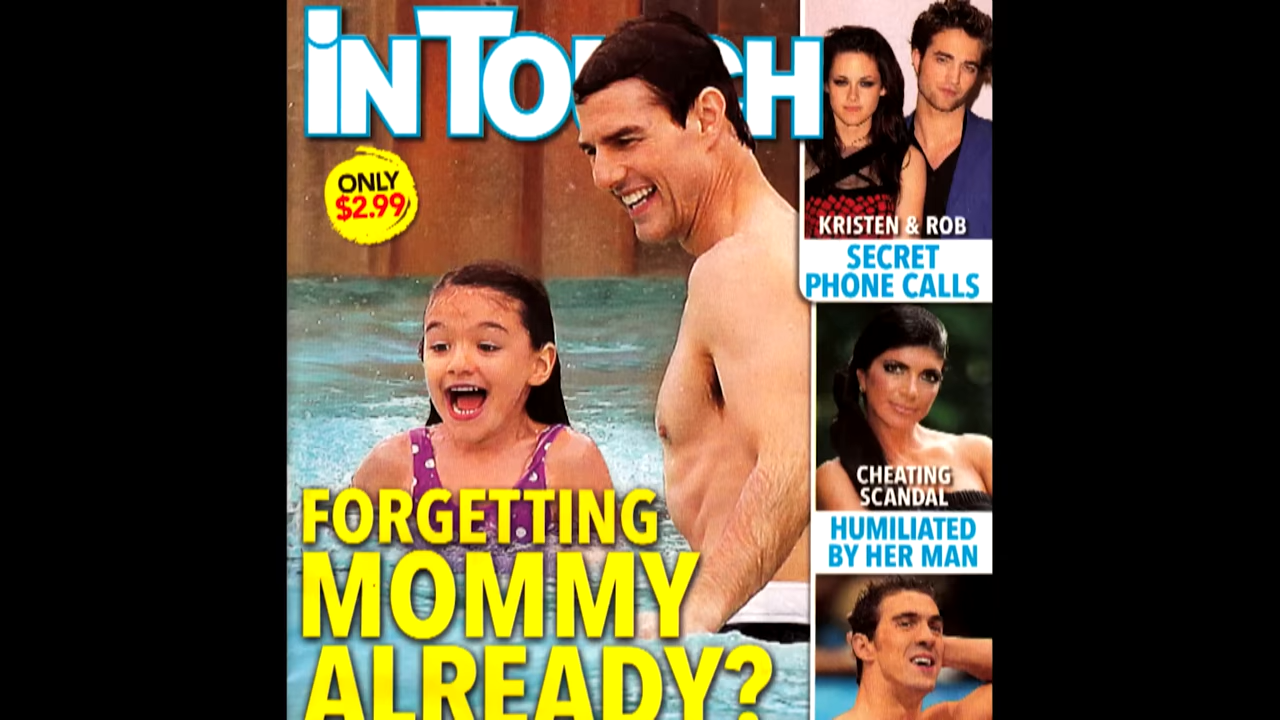 inTOUCH
ONLY
$2.99
FORGETTING
MOMMY
ALREADY?
KRISTEN & ROB
SECRET
PHONE CALLS
CHEATING
SCANDAL
HUMILIATED
BY HER MAN